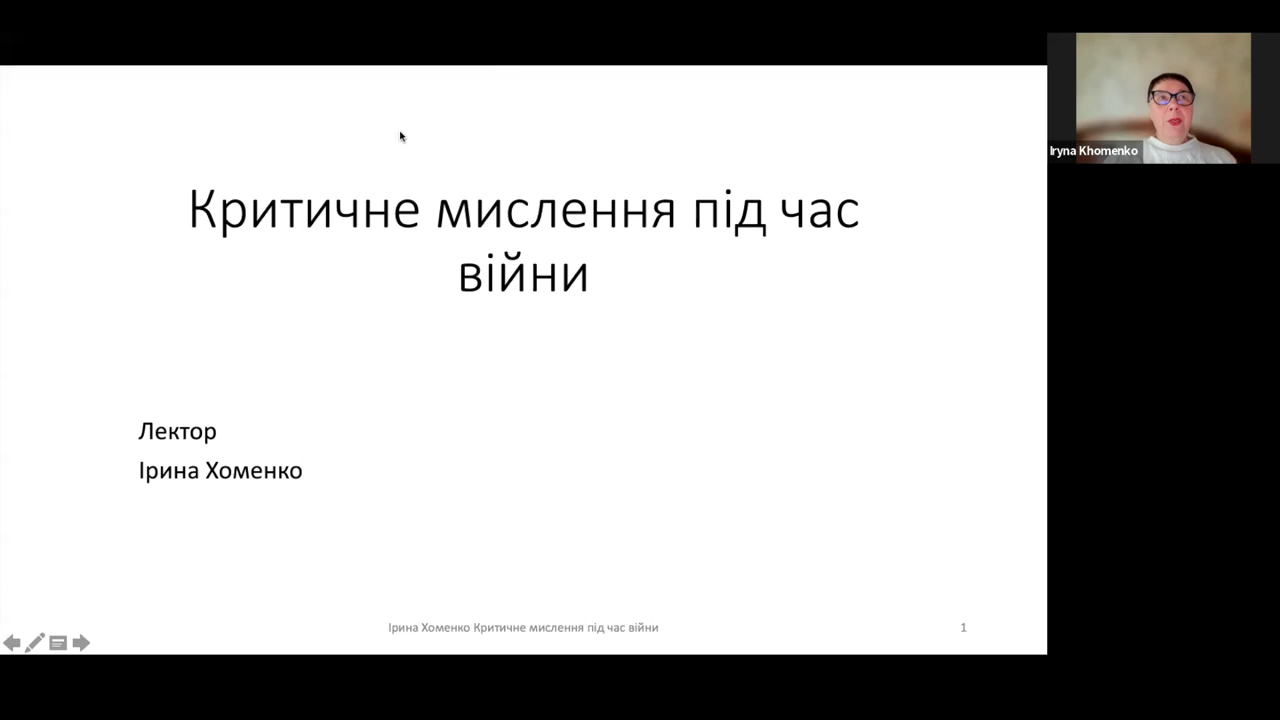 Критичне мислення під час
війни
Лектор
Ірина Хоменко
Ірина Хоменко Критичне мислення під час війни
1
Iryna Khomenko